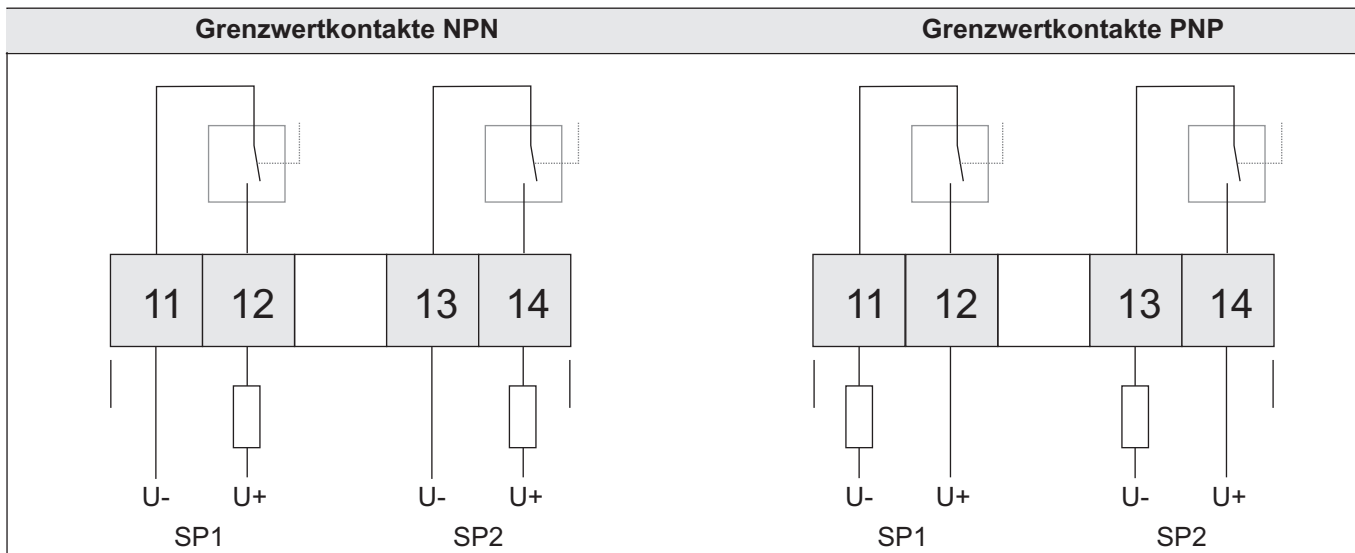 Grenzwertkontakte NPN Grenzwertkontakte PNP
11 12 13 14 11 12 13 14
U- U+ U- U+ U- U+ U- U+
SP1 SP2 SP1 SP2